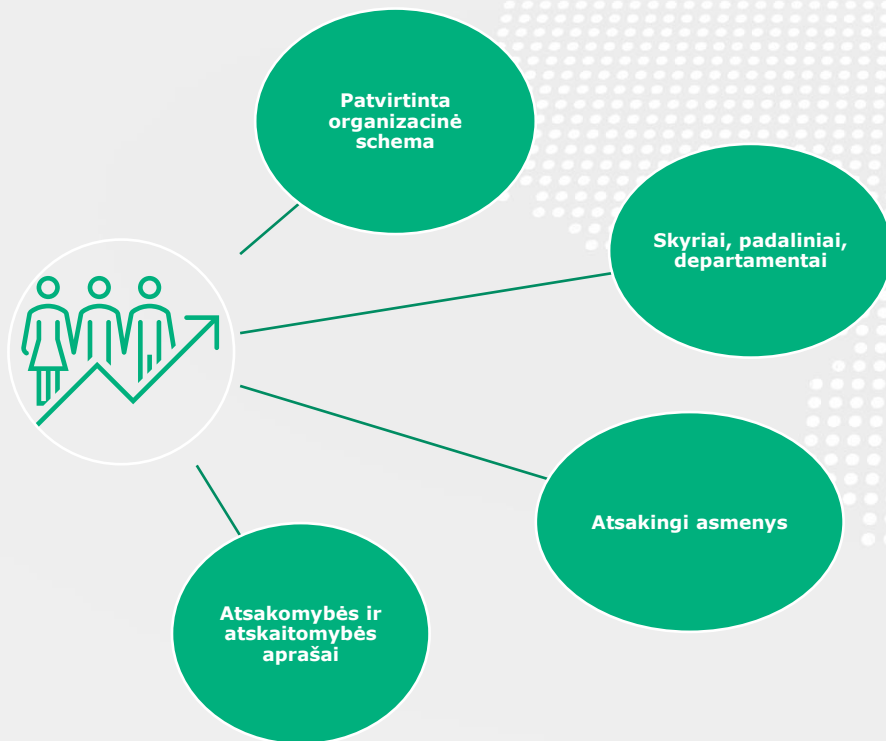 Patvirtinta
organizacinė
schema
Skyriai, padaliniai,
departamentai
Atsakingi asmenys
Atsakomybės ir
atskaitomybės
aprašai